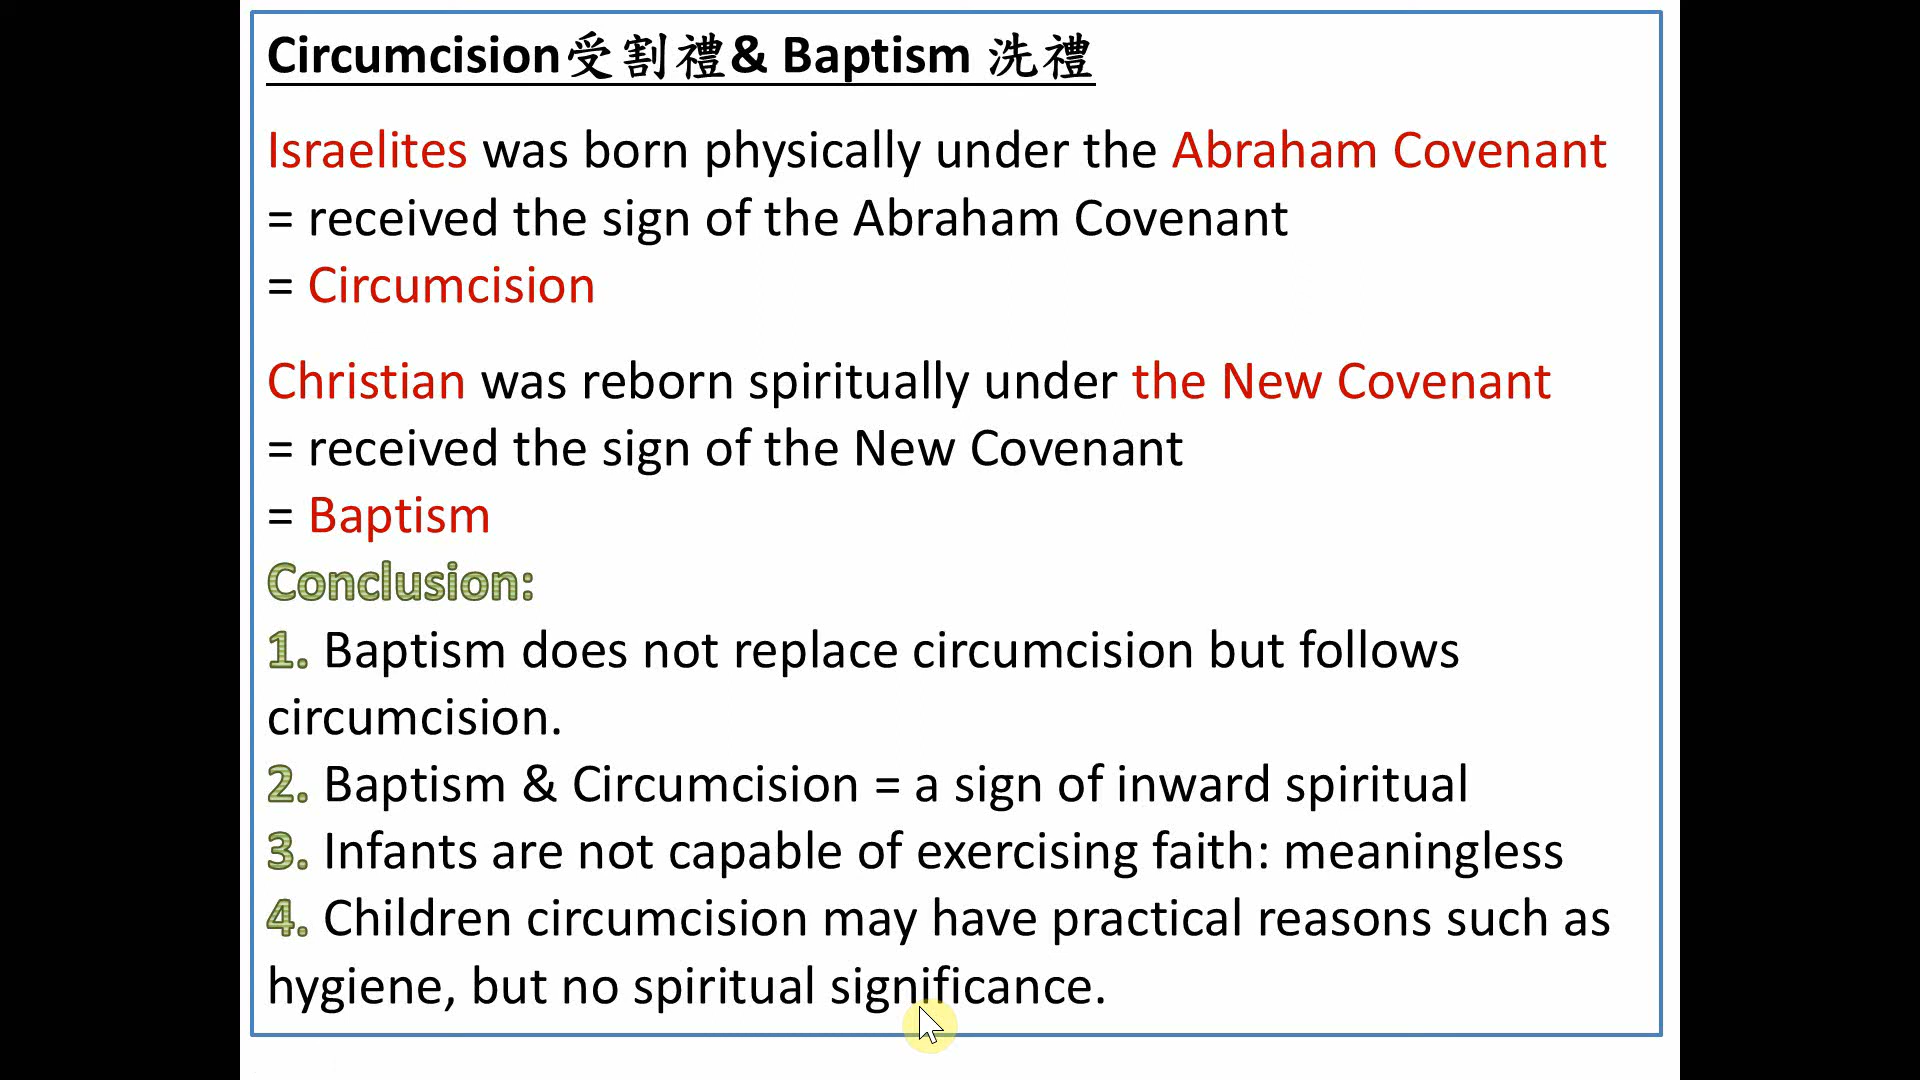 Circumcision受割禮& Baptism 洗禮
Israelites was born physically under the Abraham Covenant
= received the sign of the Abraham Covenant
= Circumcision
Christian was reborn spiritually under the New Covenant
= received the sign of the New Covenant
= Baptism
Conclusion:
1. Baptism does not replace circumcision but follows
circumcision.
2. Baptism & Circumcision = a sign of inward spiritual
3. Infants are not capable of exercising faith: meaningless
4. Children circumcision may have practical reasons such as
hygiene, but no spiritual significance.